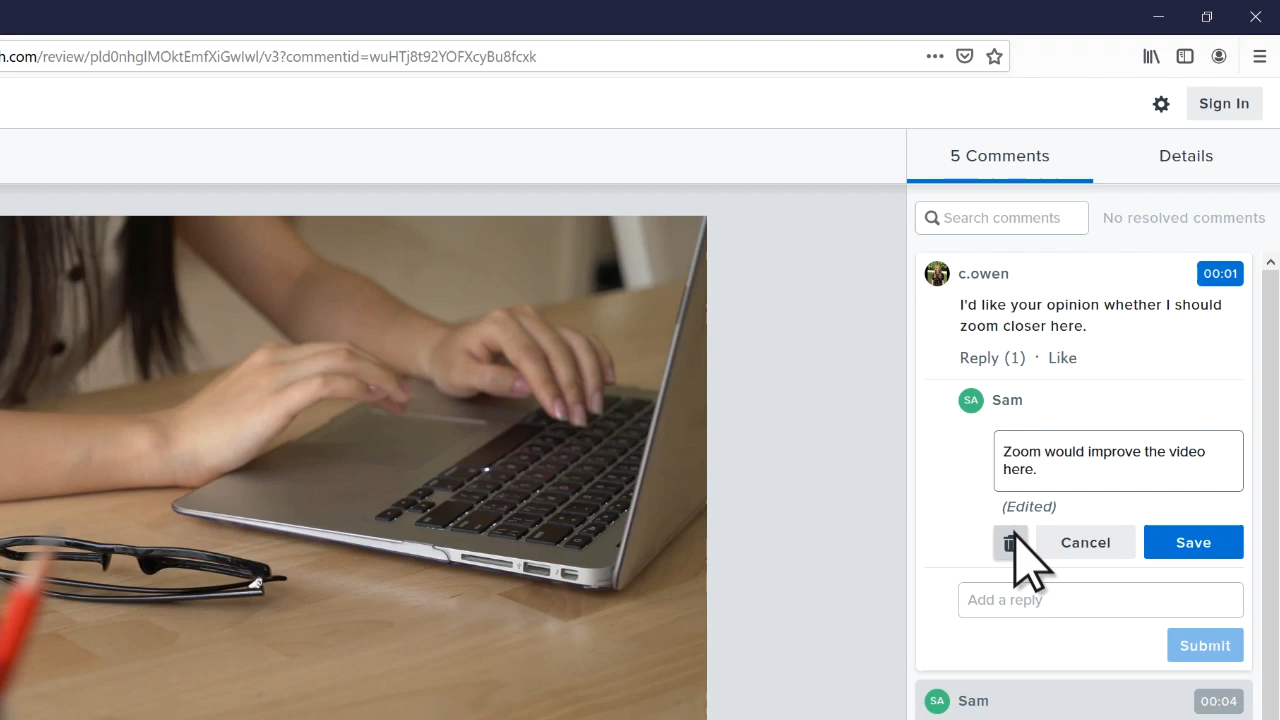 h.com/review/pId0nhglMOktEmfXiGwIwl/v3?commentid=wuHTj8t92YOFXcyBu8fcxk
Sign In
5 Comments
Details
Search comments
No resolved comments
c.owen
00:01
I'd like your opinion whether I should
zoom closer here.
Reply (1) · Like
SA
Sam
Zoom would improve the video
here.
(Edited)
Cancel
Save
Add a reply
Submit
SA
Sam
00:04